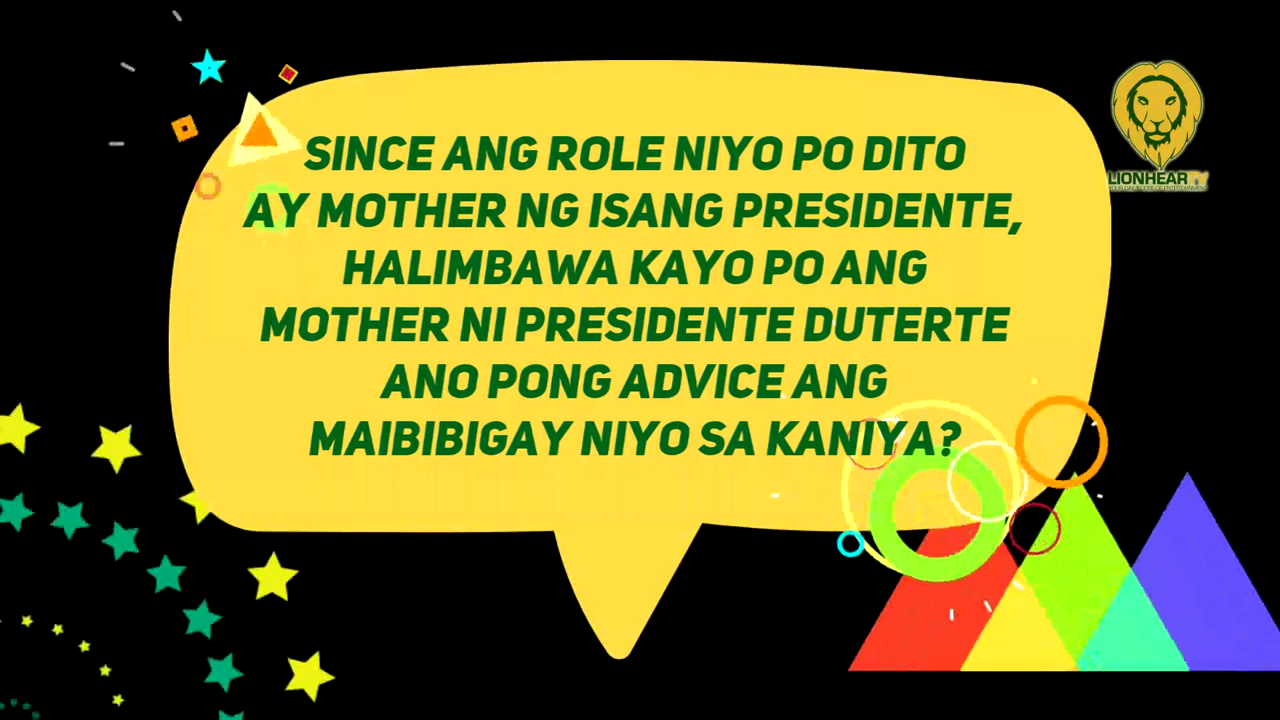 SINCE ANG ROLE NIYO PO DITO
AY MOTHER NG ISANG PRESIDENTE,
HALIMBAWA KAYO PO ANG
MOTHER NI PRESIDENTE DUTERTE
ANO PONG ADVICE ANG
MAIBIBIGAY NIYO SA KANIYA?
LIONHEARTV